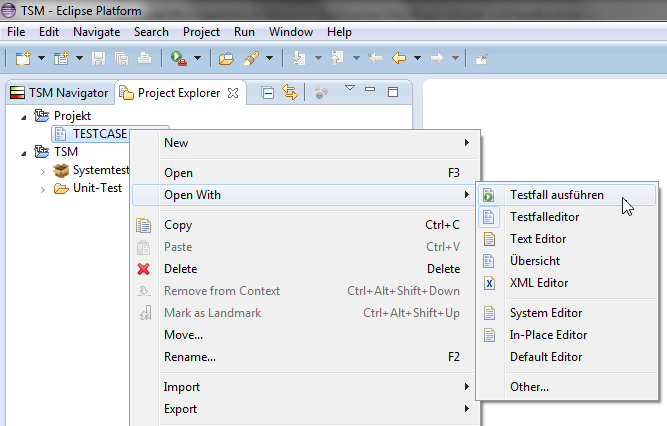 TSM - Eclipse Platform
File Edit Navigate Search Project Run Window Help
TSM Navigator Project Explorer
Projekt
TESTCASE
TSM
Systemtest
Unit-Test
New
Open F3
Open With
Copy Ctrl+C
Paste Ctrl+V
Delete Delete
Remove from Context Ctrl+Alt+Shift+Down
Mark as Landmark Ctrl+Alt+Shift+Up
Move...
Rename... F2
Import
Export
Testfall ausführen
Testfalleditor
Text Editor
Übersicht
XML Editor
System Editor
In-Place Editor
Default Editor
Other...